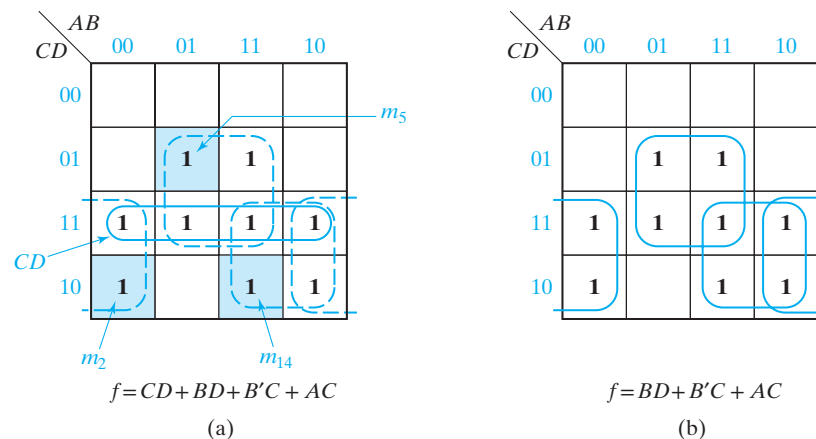 AB
CD 00 01 11 10
00
01 1 1
m5
11 1 1 1 1
CD
10 1 1 1
m2 m14
f = CD + BD + B′C + AC
(a)
AB
CD 00 01 11 10
00
01 1 1
11 1 1 1 1
10 1 1 1
f = BD + B′C + AC
(b)